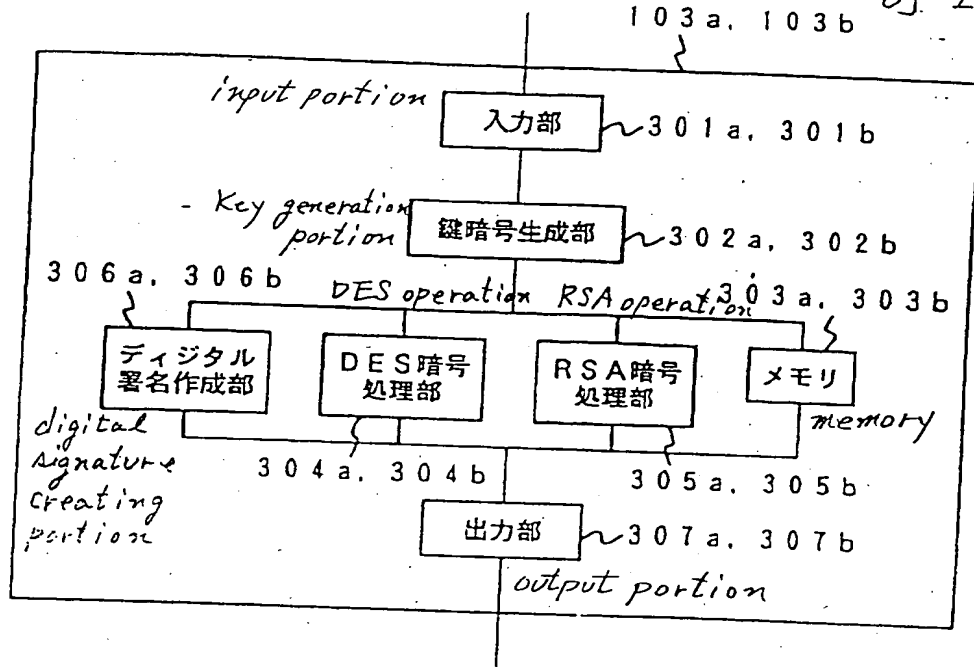 103a, 103b
input portion
入力部
301a, 301b
Key generation
portion
鍵暗号生成部
302a, 302b
306a, 306b
DES operation
RSA operation
303a, 303b
ディジタル
署名作成部
DES暗号
処理部
RSA暗号
処理部
メモリ
memory
digital
signature
creating
portion
304a, 304b
305a, 305b
出力部
307a, 307b
output portion